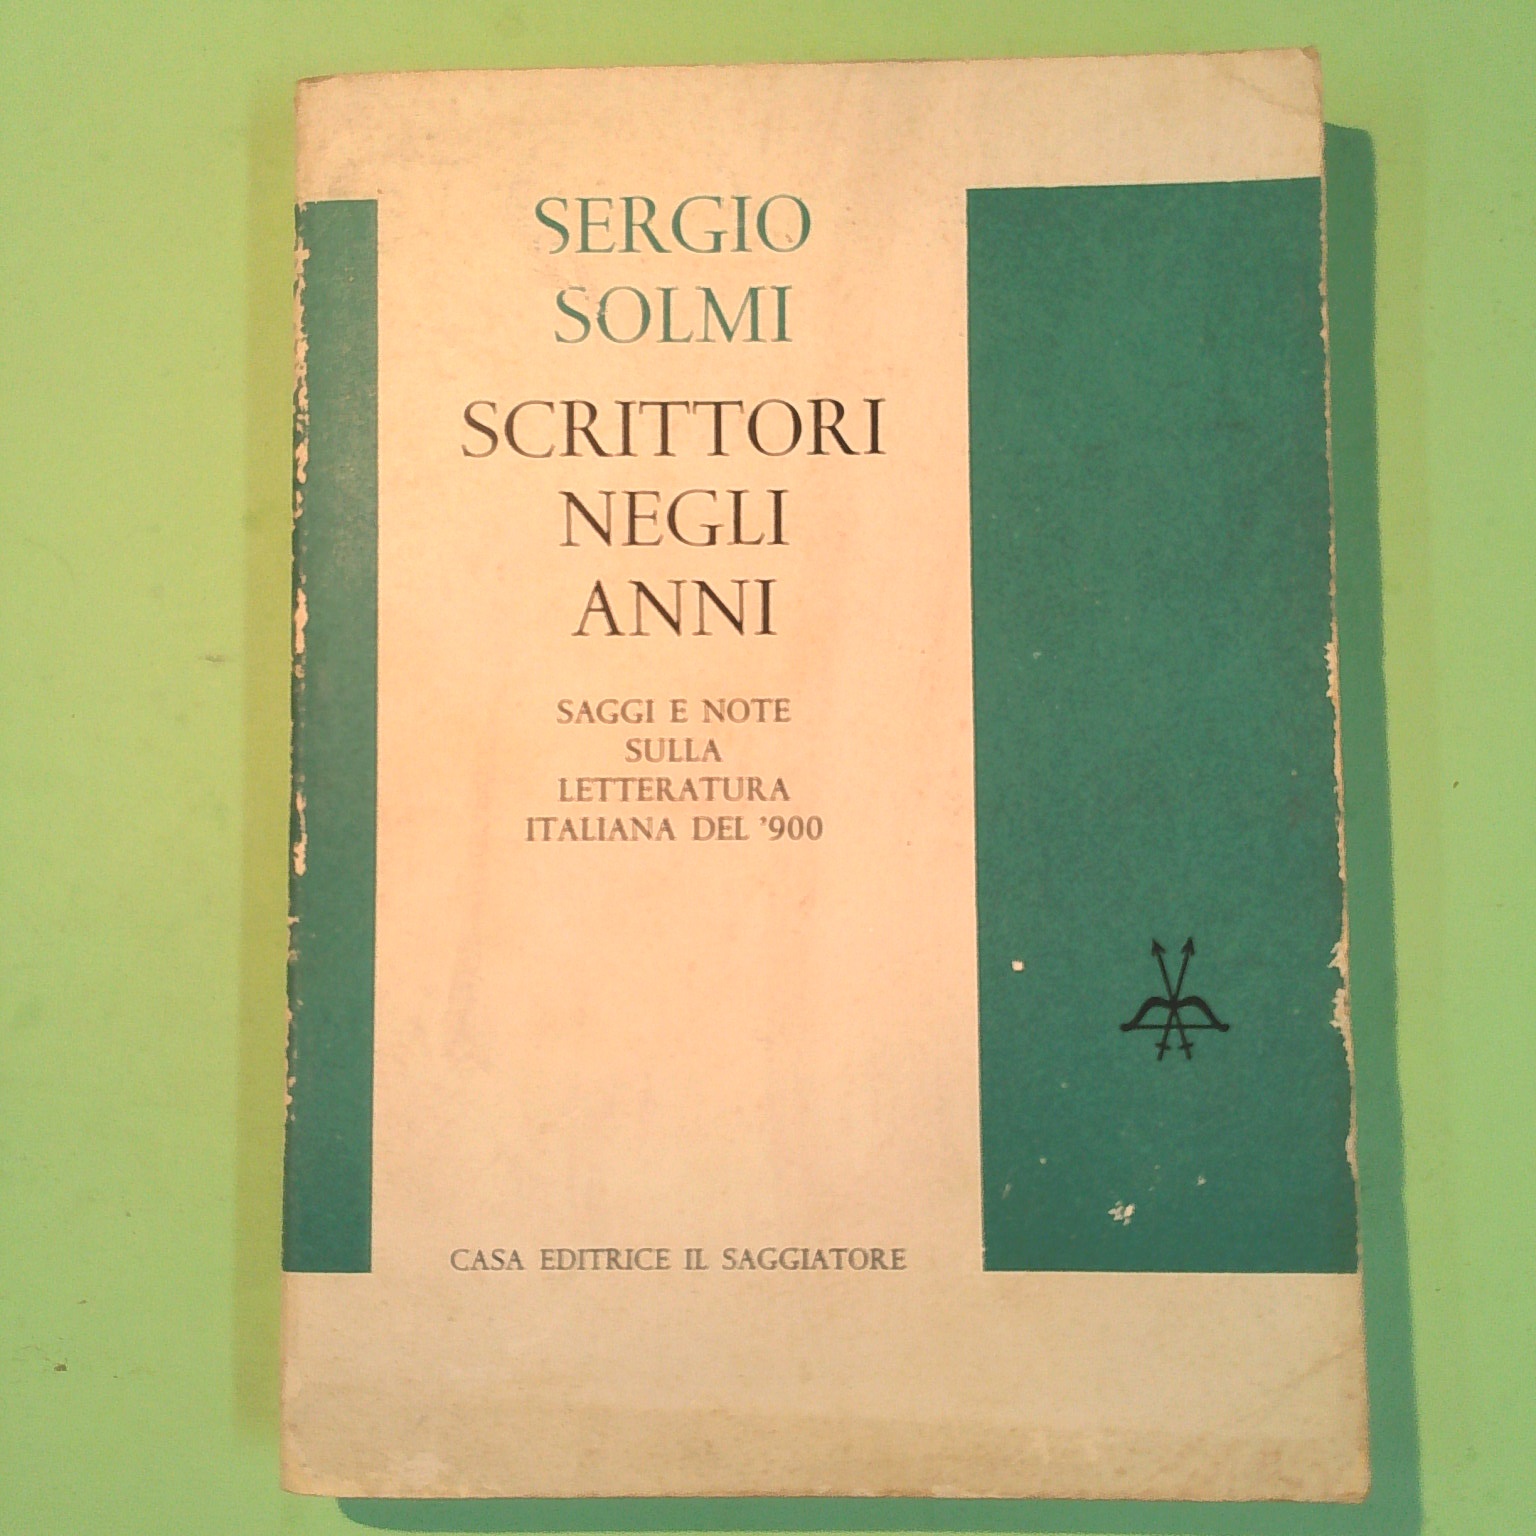 SERGIO
SOLMI
SCRITTORI
NEGLI
ANNI
SAGGI E NOTE
SULLA
LETTERATURA
ITALIANA DEL '900
CASA EDITRICE IL SAGGIATORE